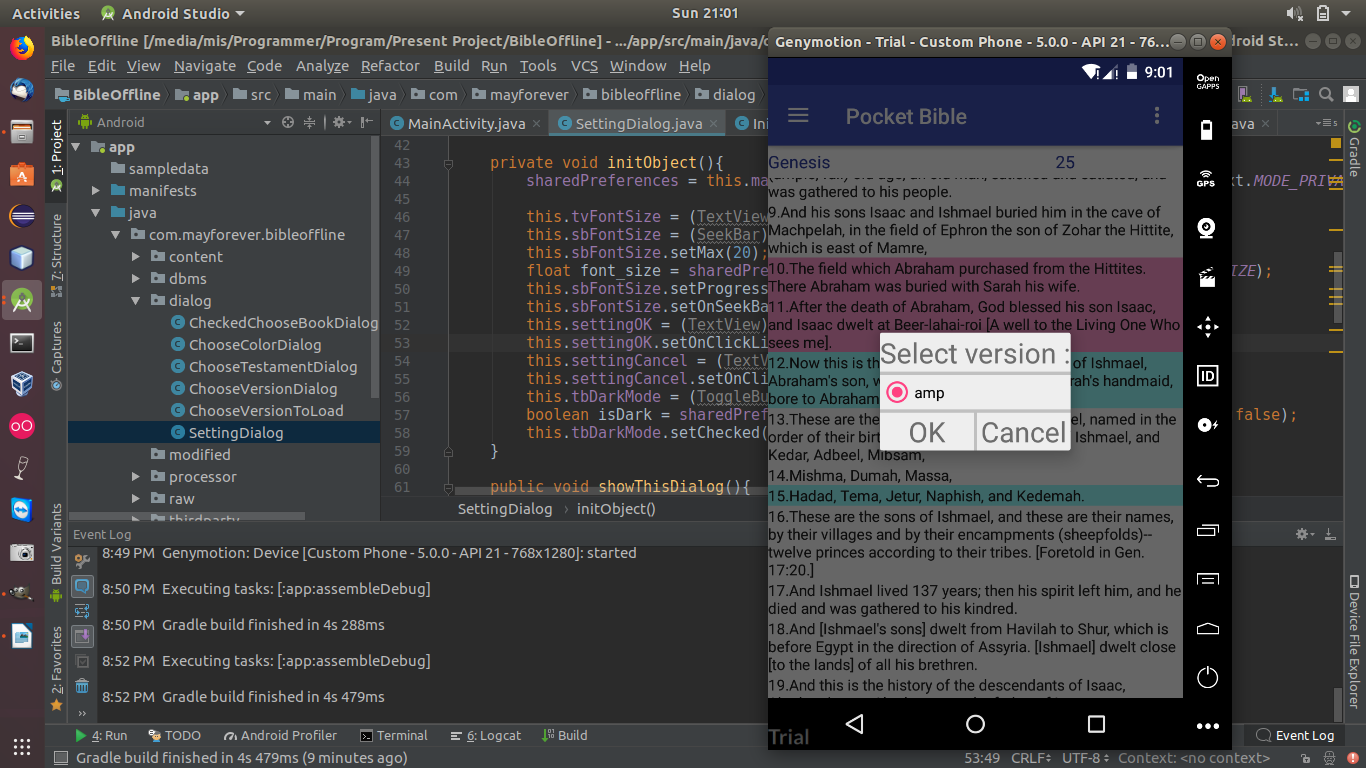 Activities
Android Studio
Sun 21:01
BibleOffline [/media/mis/Programmer/Program/Present Project/BibleOffline] - .../app/src/main/java/c
droid St...
File Edit View Navigate Code Analyze Refactor Build Run Tools VCS Window Help
BibleOffline app src main java com mayforever bibleoffline dialog
Android
MainActivity.java
SettingDialog.java
Ini
ava
1: Project
7: Structure
Captures
Build Variants
2: Favorites
app
sampledata
manifests
java
com.mayforever.bibleoffline
content
dbms
dialog
CheckedChooseBookDialog
ChooseColorDialog
ChooseTestamentDialog
ChooseVersionDialog
ChooseVersionToLoad
SettingDialog
modified
processor
raw
thirdparty
42
43 private void initObject(){
44 sharedPreferences = this.ma
xt.MODE_PRIVA
45
46 this.tvFontSize = (TextView
47 this.sbFontSize = (SeekBar)
48 this.sbFontSize.setMax(20);
49 float font_size = sharedPre
IZE);
50 this.sbFontSize.setProgress
51 this.sbFontSize.setOnSeekBa
52 this.settingOK = (TextView)
53 this.settingOK.setOnClickLi
54 this.settingCancel = (TextV
55 this.settingCancel.setOnCli
56 this.tbDarkMode = (ToggleBu
57 boolean isDark = sharedPref
false);
58 this.tbDarkMode.setChecked(
59 }
60
61 public void showThisDialog(){
SettingDialog › initObject()
Event Log
8:49 PM Genymotion: Device [Custom Phone - 5.0.0 - API 21 - 768x1280]: started
8:50 PM Executing tasks: [:app:assembleDebug]
8:50 PM Gradle build finished in 4s 288ms
8:52 PM Executing tasks: [:app:assembleDebug]
8:52 PM Gradle build finished in 4s 479ms
4: Run TODO Android Profiler Terminal 6: Logcat Build
Event Log
Gradle build finished in 4s 479ms (9 minutes ago)
53:49 CRLF UTF-8 Context: <no context>
Gradle
Device File Explorer
Genymotion - Trial - Custom Phone - 5.0.0 - API 21 - 76...
9:01
Pocket Bible
Genesis 25
was gathered to his people.
9.And his sons Isaac and Ishmael buried him in the cave of
Machpelah, in the field of Ephron the son of Zohar the Hittite,
which is east of Mamre,
10.The field which Abraham purchased from the Hittites.
There Abraham was buried with Sarah his wife.
11.After the death of Abraham, God blessed his son Isaac,
and Isaac dwelt at Beer-lahai-roi [A well to the Living One Who
sees me].
12.Now this is th of Ishmael,
Abraham's son, w rah's handmaid,
bore to Abraham
13.These are the el, named in the
order of their birt Ishmael, and
Kedar, Adbeel, Mibsam,
14.Mishma, Dumah, Massa,
15.Hadad, Tema, Jetur, Naphish, and Kedemah.
16.These are the sons of Ishmael, and these are their names,
by their villages and by their encampments (sheepfolds)--
twelve princes according to their tribes. [Foretold in Gen.
17:20.]
17.And Ishmael lived 137 years; then his spirit left him, and he
died and was gathered to his kindred.
18.And [Ishmael's sons] dwelt from Havilah to Shur, which is
before Egypt in the direction of Assyria. [Ishmael] dwelt close
[to the lands] of all his brethren.
19.And this is the history of the descendants of Isaac,
Select version :
amp
OK Cancel
Trial
Open
GAPPS
GPS
ID